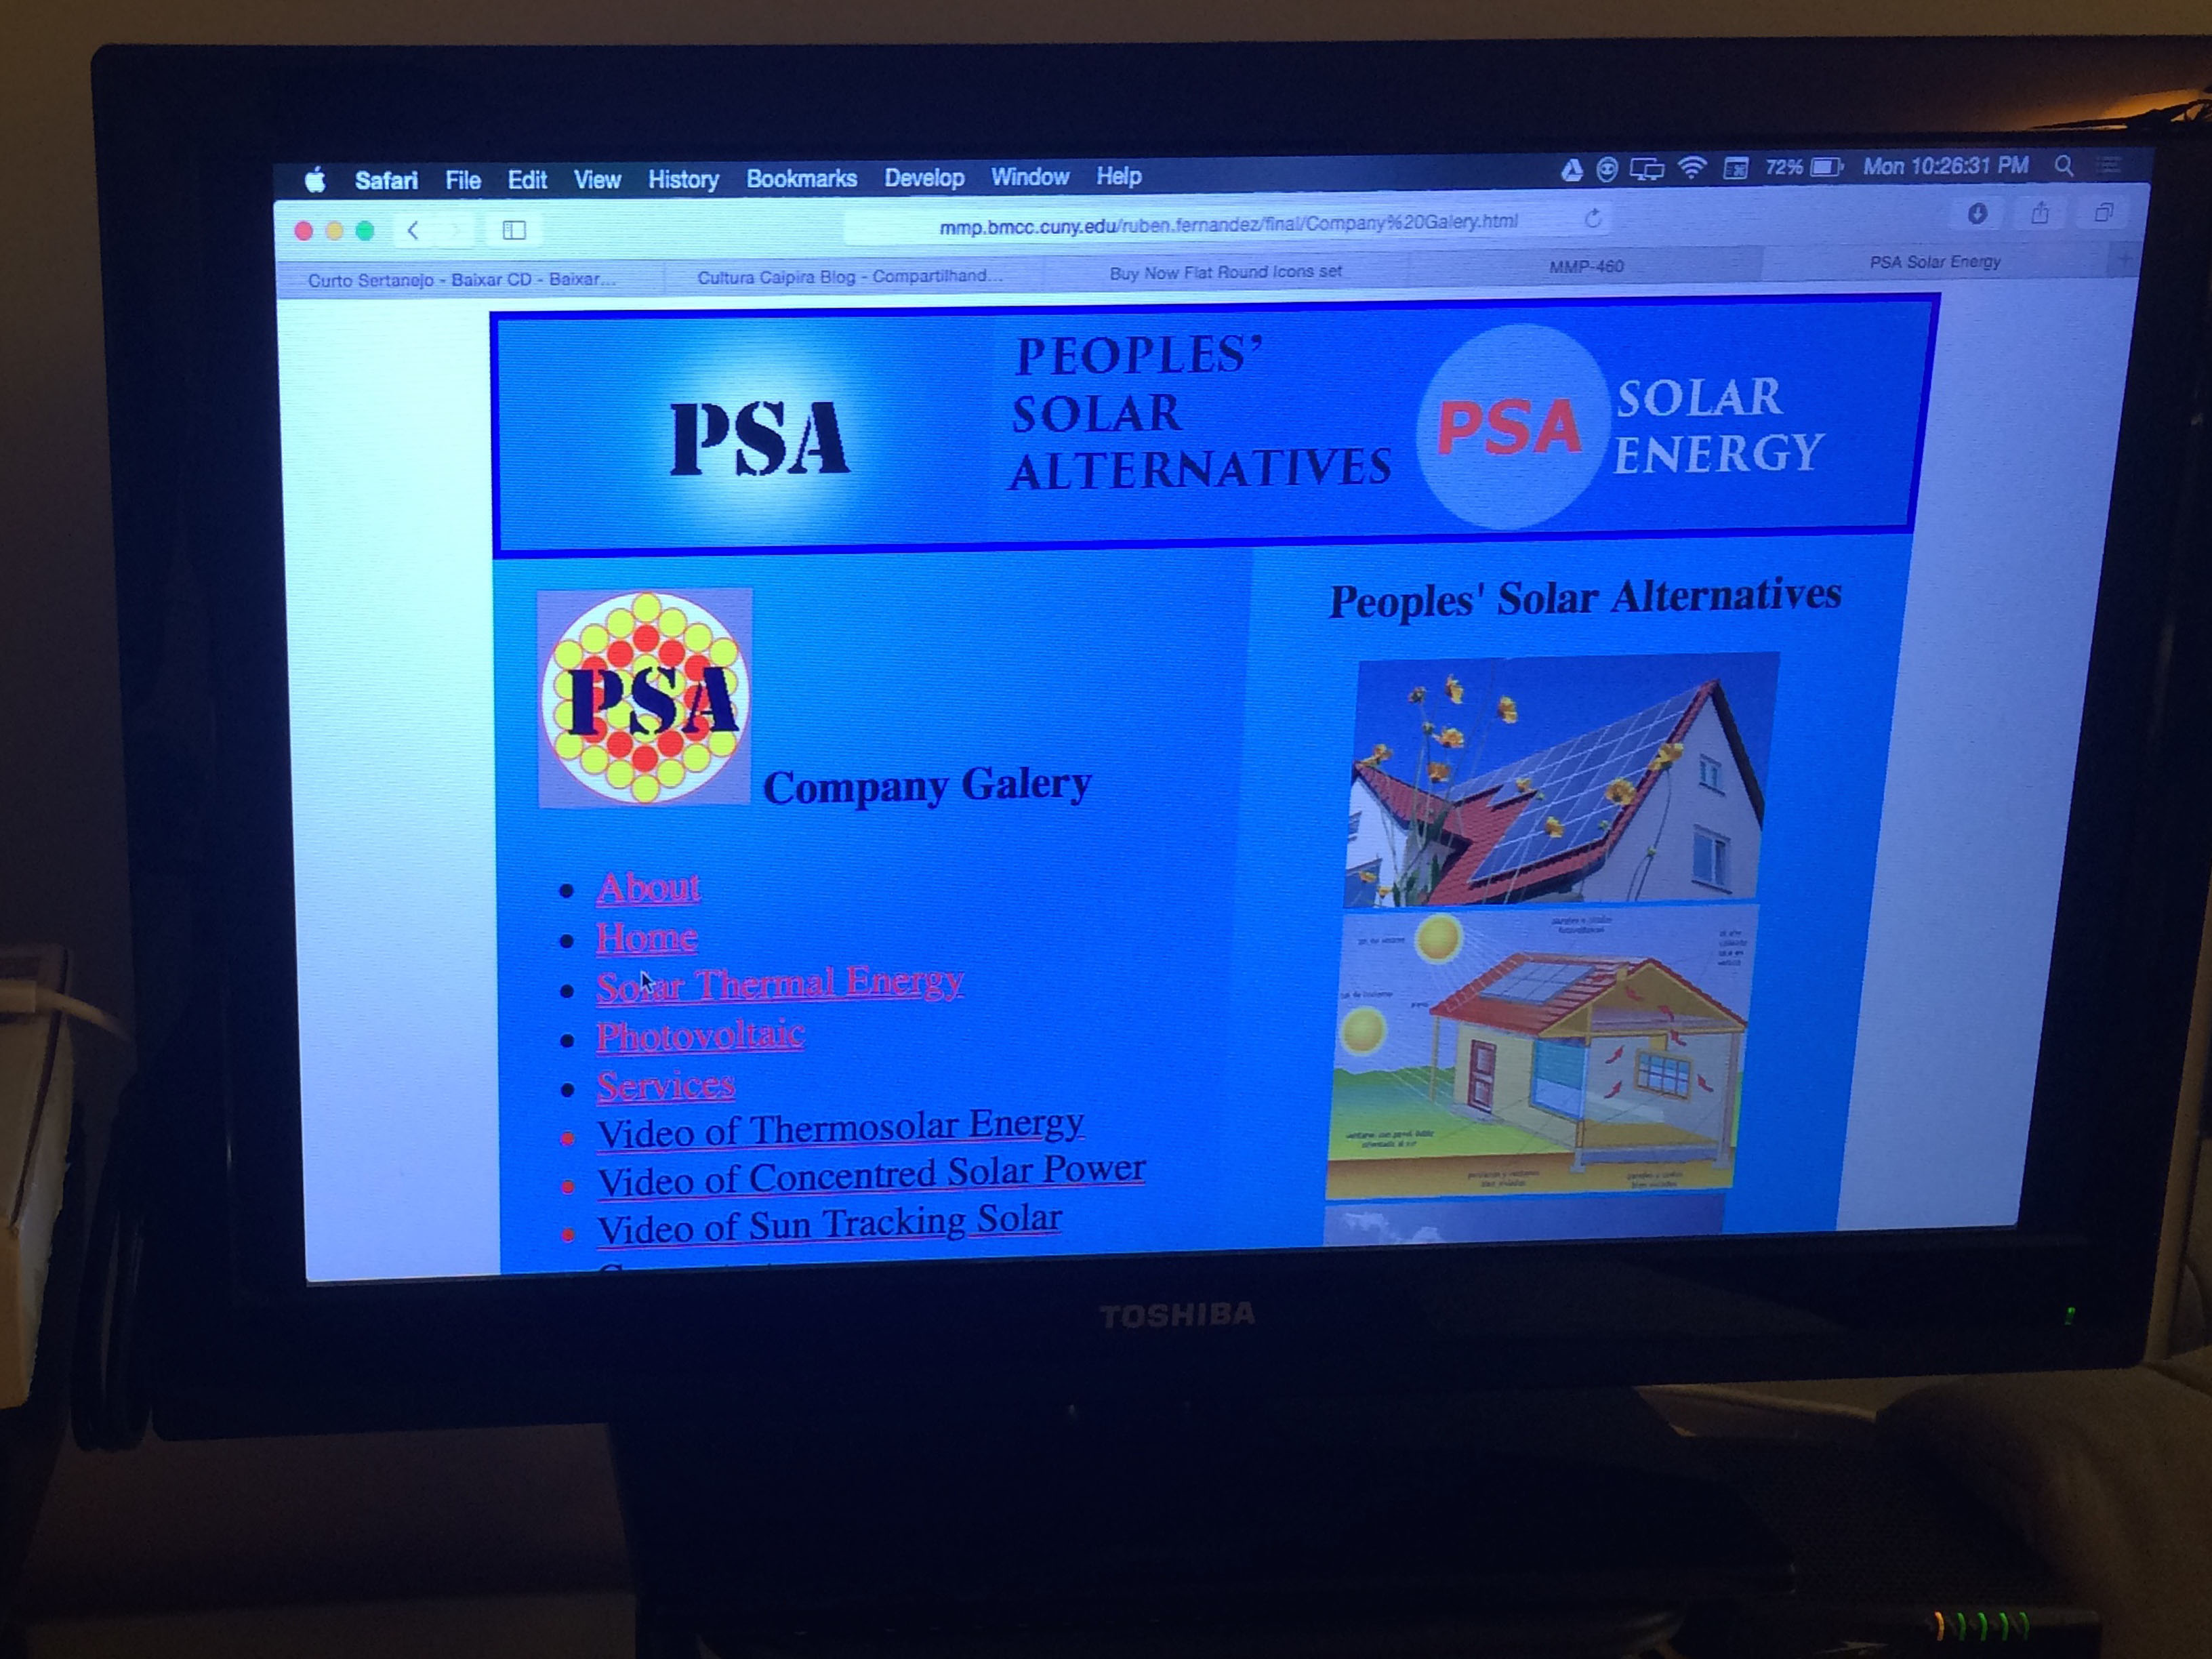 Safari File Edit View History Bookmarks Develop Window Help 72% Mon 10:26:31 PM
mmp.bmcc.cuny.edu/ruben.fernandez/final/Company%20Galery.html
Curto Sertanejo - Baixar CD - Baixar... Cultura Caipira Blog - Compartilhand... Buy Now Flat Round Icons set MMP-460 PSA Solar Energy
PSA
PEOPLES'
SOLAR
ALTERNATIVES
PSA
SOLAR
ENERGY
PSA
Company Galery
About
Home
Solar Thermal Energy
Photovoltaic
Services
Video of Thermosolar Energy
Video of Concentred Solar Power
Video of Sun Tracking Solar
Peoples' Solar Alternatives
TOSHIBA